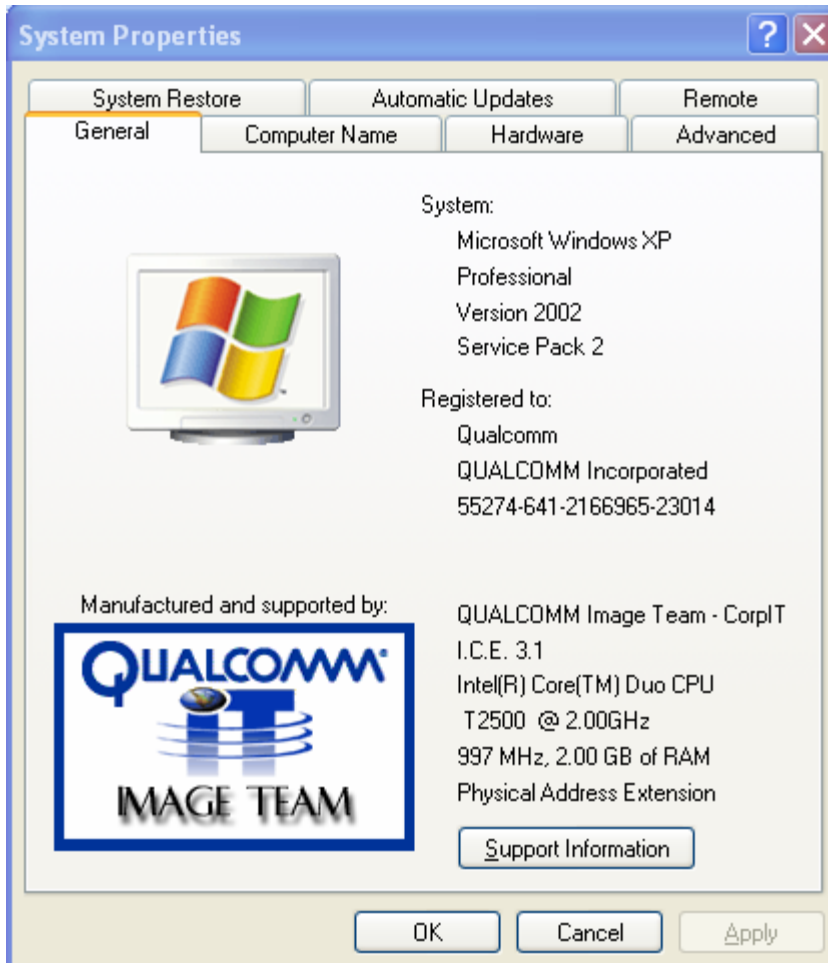 System Properties
System Restore
Automatic Updates
Remote
General
Computer Name
Hardware
Advanced
System:
Microsoft Windows XP
Professional
Version 2002
Service Pack 2
Registered to:
Qualcomm
QUALCOMM Incorporated
55274-641-2166965-23014
Manufactured and supported by:
QUALCOMM
iT
IMAGE TEAM
QUALCOMM Image Team - CorpIT
I.C.E. 3.1
Intel(R) Core(TM) Duo CPU
T2500 @ 2.00GHz
997 MHz, 2.00 GB of RAM
Physical Address Extension
Support Information
OK
Cancel
Apply